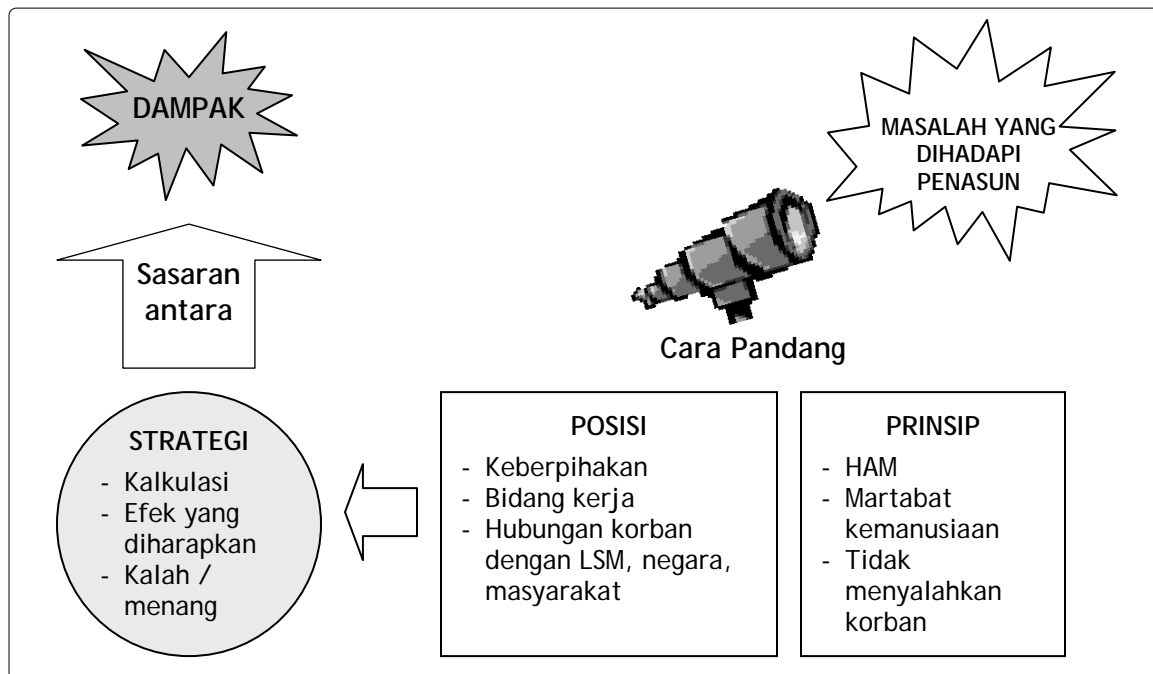 DAMPAK
MASALAH YANG
DIHADAPI
PENASUN
Sasaran
antara
Cara Pandang
STRATEGI
- Kalkulasi
- Efek yang
diharapkan
- Kalah /
menang
POSISI
- Keberpihakan
- Bidang kerja
- Hubungan korban
dengan LSM, negara,
masyarakat
PRINSIP
- HAM
- Martabat
kemanusiaan
- Tidak
menyalahkan
korban